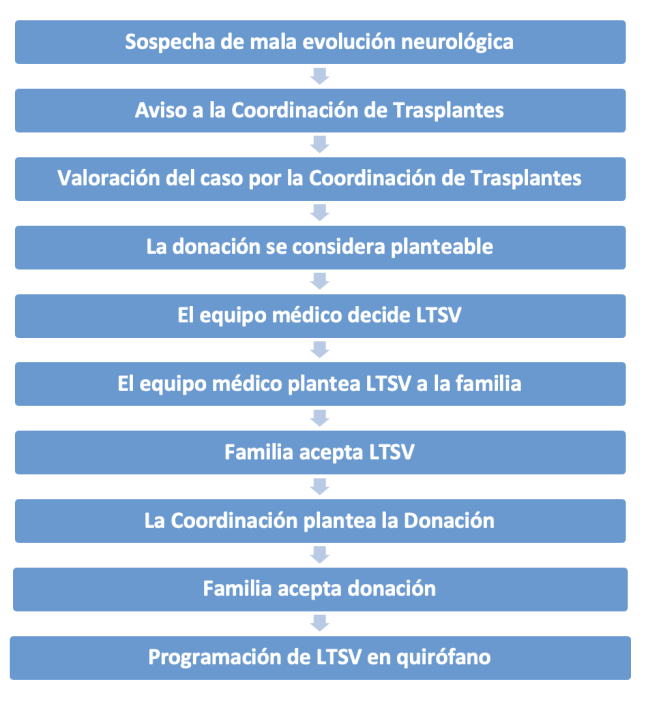 Sospecha de mala evolución neurológica
Aviso a la Coordinación de Trasplantes
Valoración del caso por la Coordinación de Trasplantes
La donación se considera planteable
El equipo médico decide LTSV
El equipo médico plantea LTSV a la familia
Familia acepta LTSV
La Coordinación plantea la Donación
Familia acepta donación
Programación de LTSV en quirófano